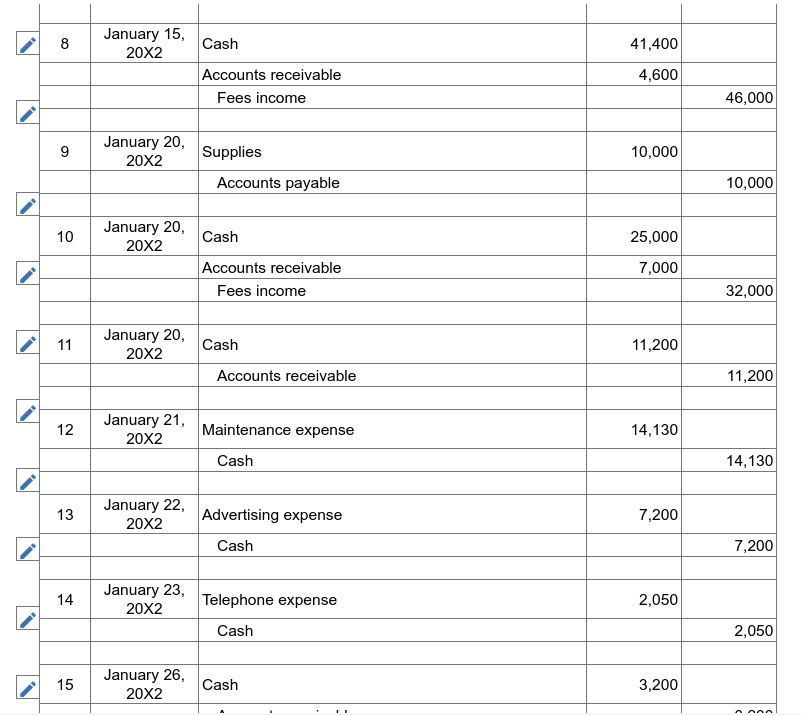 8 January 15, 20X2 Cash 41,400
Accounts receivable 4,600
Fees income 46,000
9 January 20, 20X2 Supplies 10,000
Accounts payable 10,000
10 January 20, 20X2 Cash 25,000
Accounts receivable 7,000
Fees income 32,000
11 January 20, 20X2 Cash 11,200
Accounts receivable 11,200
12 January 21, 20X2 Maintenance expense 14,130
Cash 14,130
13 January 22, 20X2 Advertising expense 7,200
Cash 7,200
14 January 23, 20X2 Telephone expense 2,050
Cash 2,050
15 January 26, 20X2 Cash 3,200